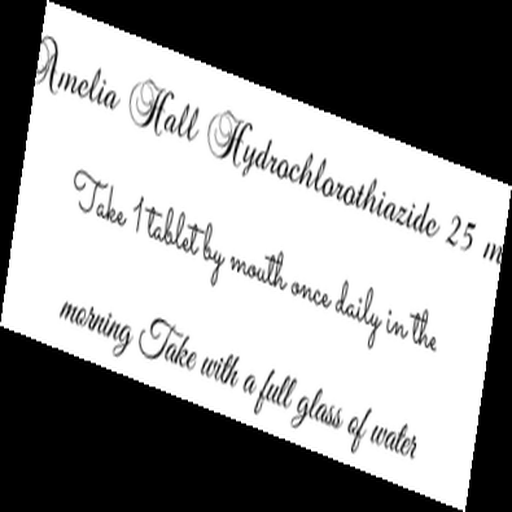 Amelia Hall Hydrochlorothiazide 25 m
Take 1 tablet by mouth once daily in the
morning Take with a full glass of water